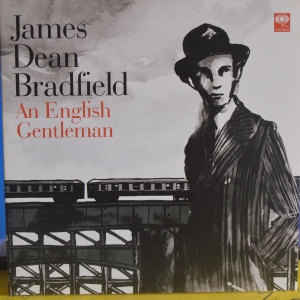 James
Dean
Bradfield
An English
Gentleman